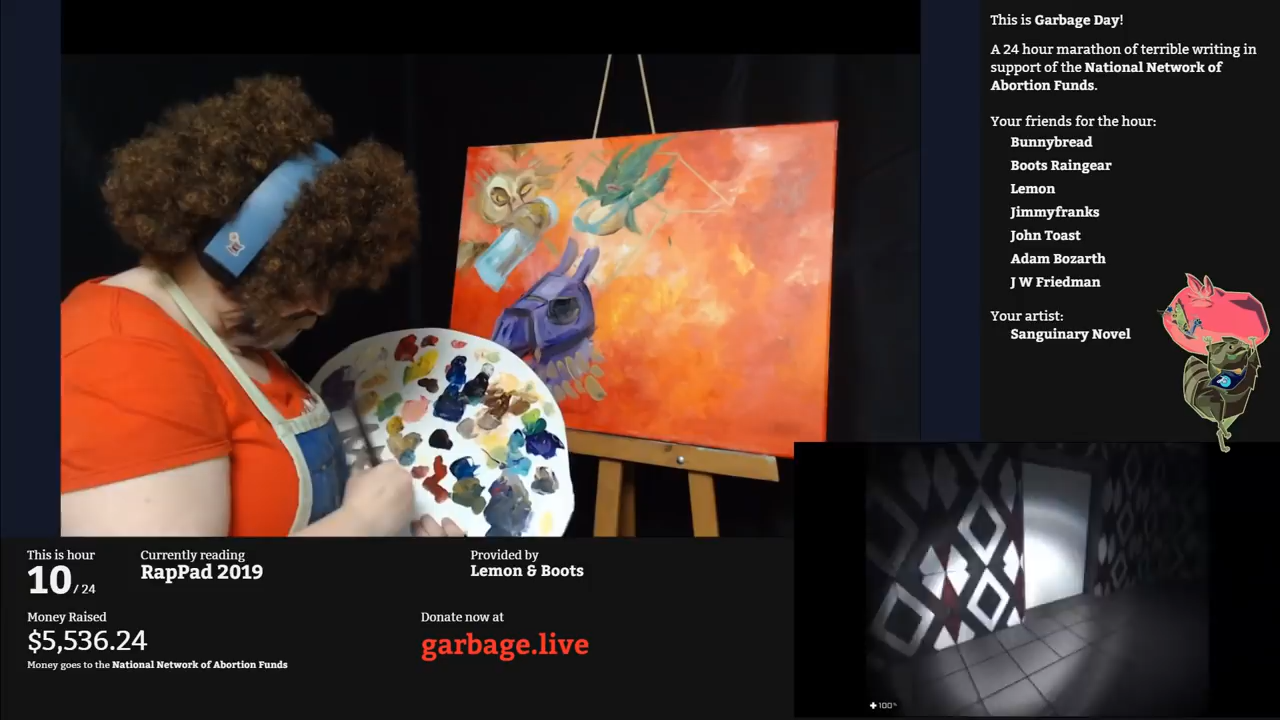 This is Garbage Day!
A 24 hour marathon of terrible writing in
support of the National Network of
Abortion Funds.
Your friends for the hour:
Bunnybread
Boots Raingear
Lemon
Jimmyfranks
John Toast
Adam Bozarth
J W Friedman
Your artist:
Sanguinary Novel
This is hour
10 / 24
Currently reading
RapPad 2019
Provided by
Lemon & Boots
Money Raised
$5,536.24
Money goes to the National Network of Abortion Funds
Donate now at
garbage.live
100%